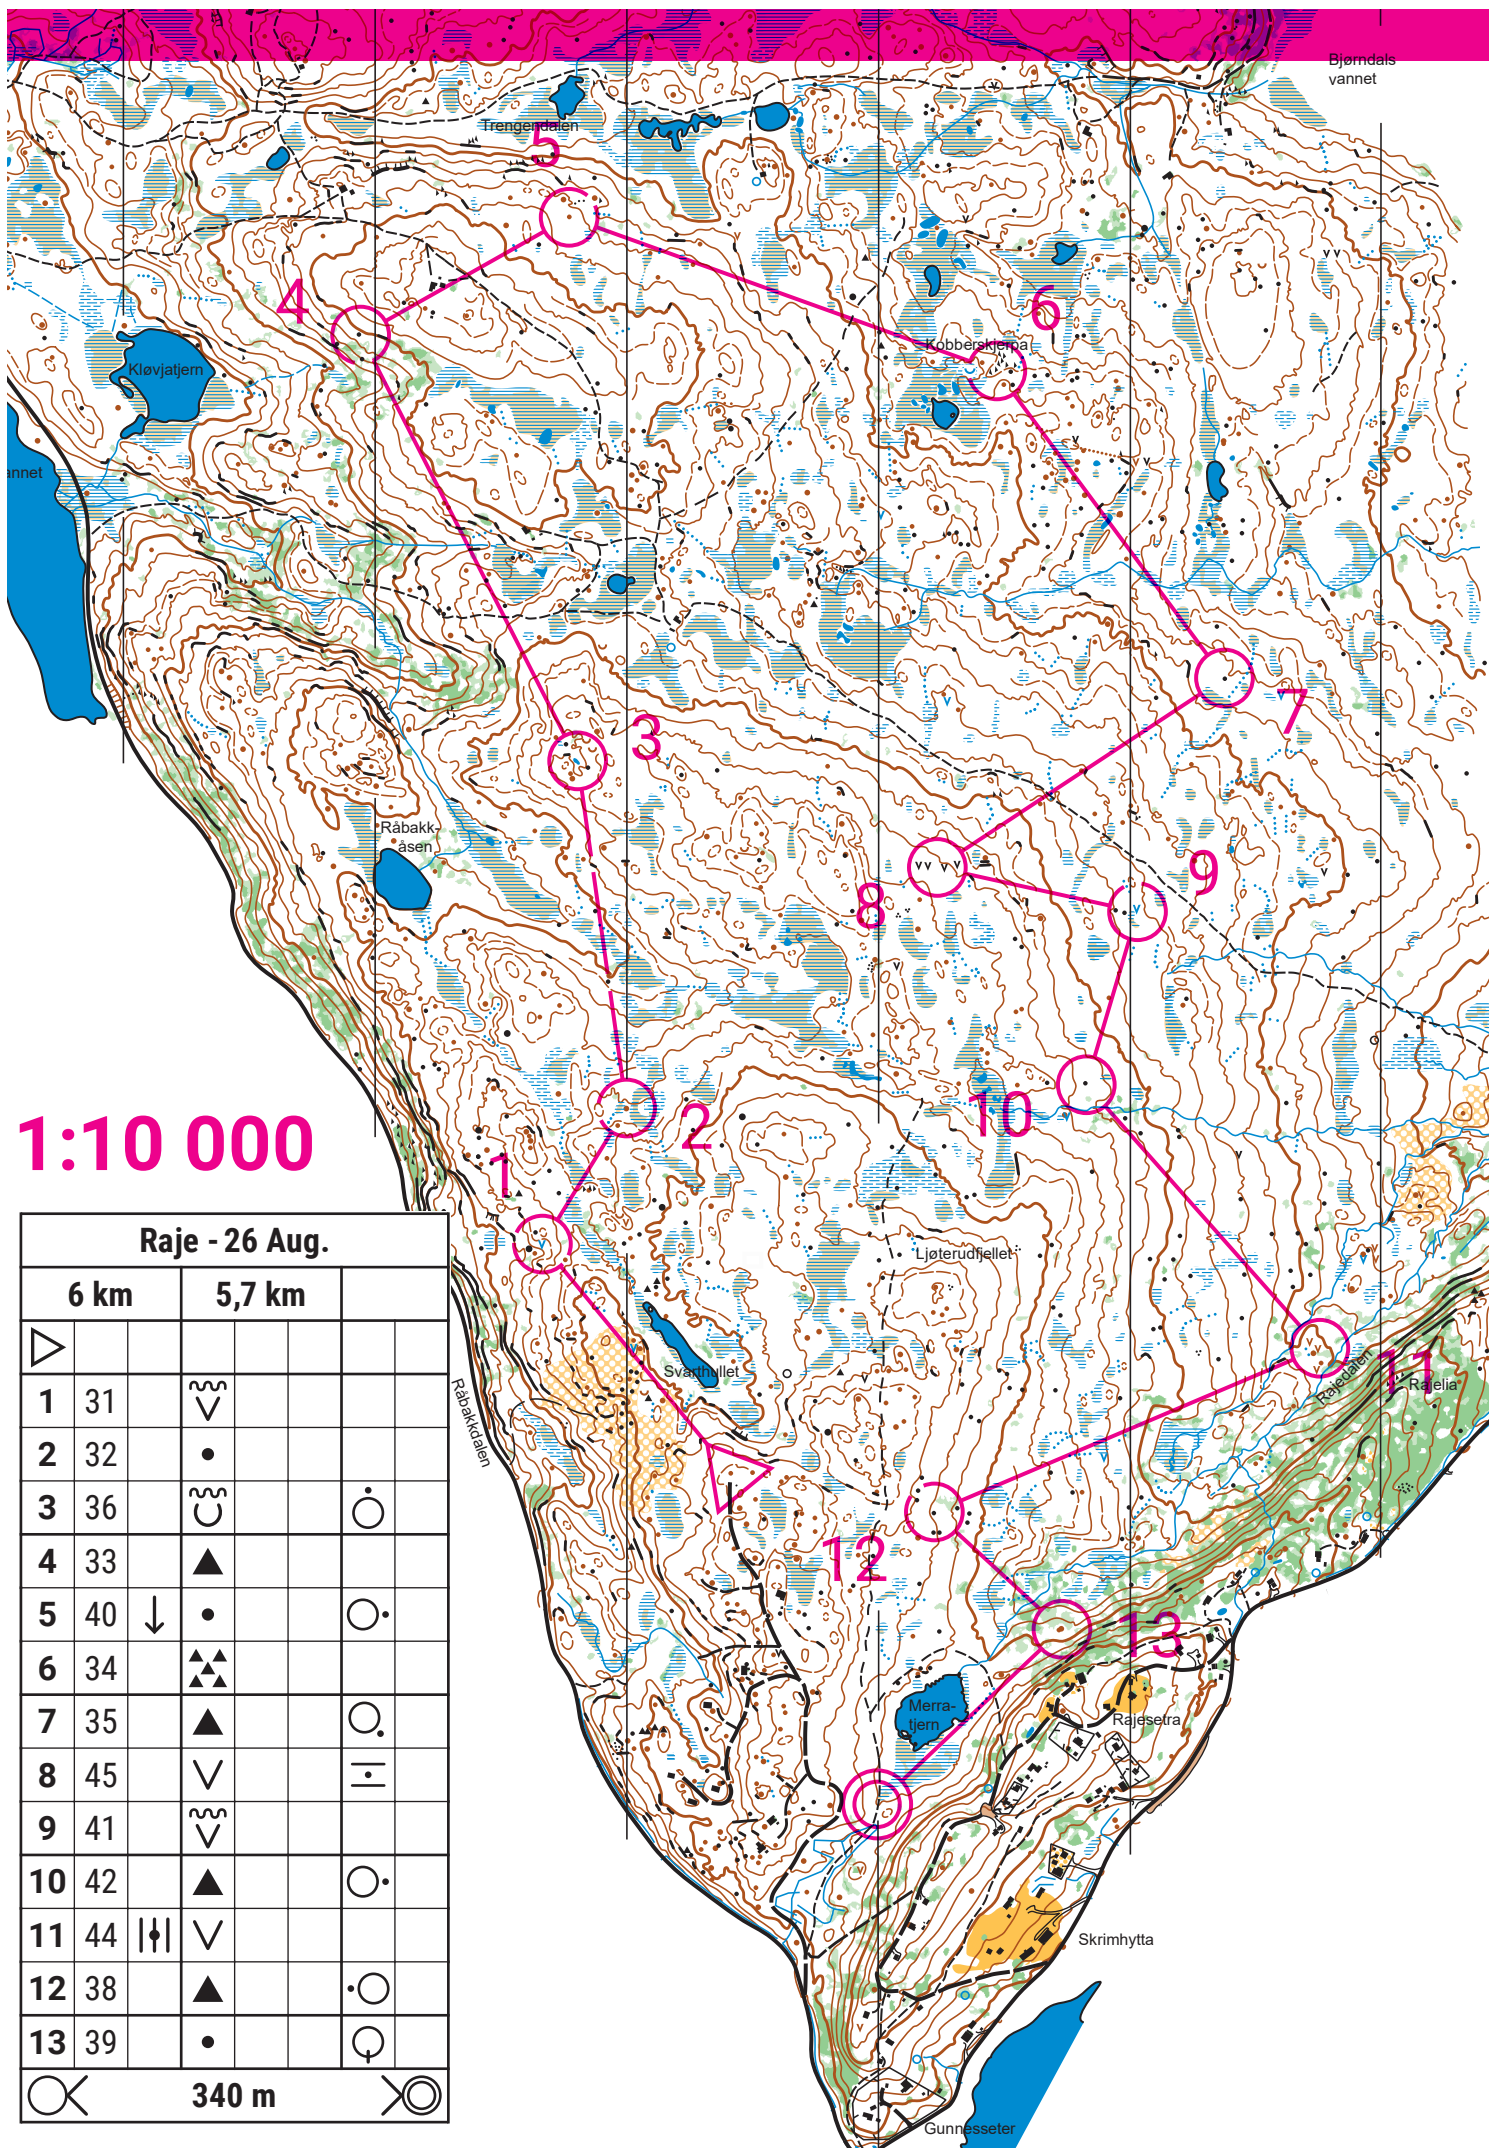 Bjørndals
vannet
Trengendalen
5
4
6
Kobberskjerpa
Kløvjatjern
annet
7
3
Råbakk-
åsen
9
8
10
1:10 000
2
1
Ljøterudfjellet
Svarthullet
Råbakkdalen
Rajedalen
11
Rajelia
12
13
Merra-
tjern
Rajesetra
Skrimhytta
Gunnesseter
Raje - 26 Aug.
6 km 5,7 km
1 31
2 32
3 36
4 33
5 40
6 34
7 35
8 45
9 41
10 42
11 44
12 38
13 39
340 m